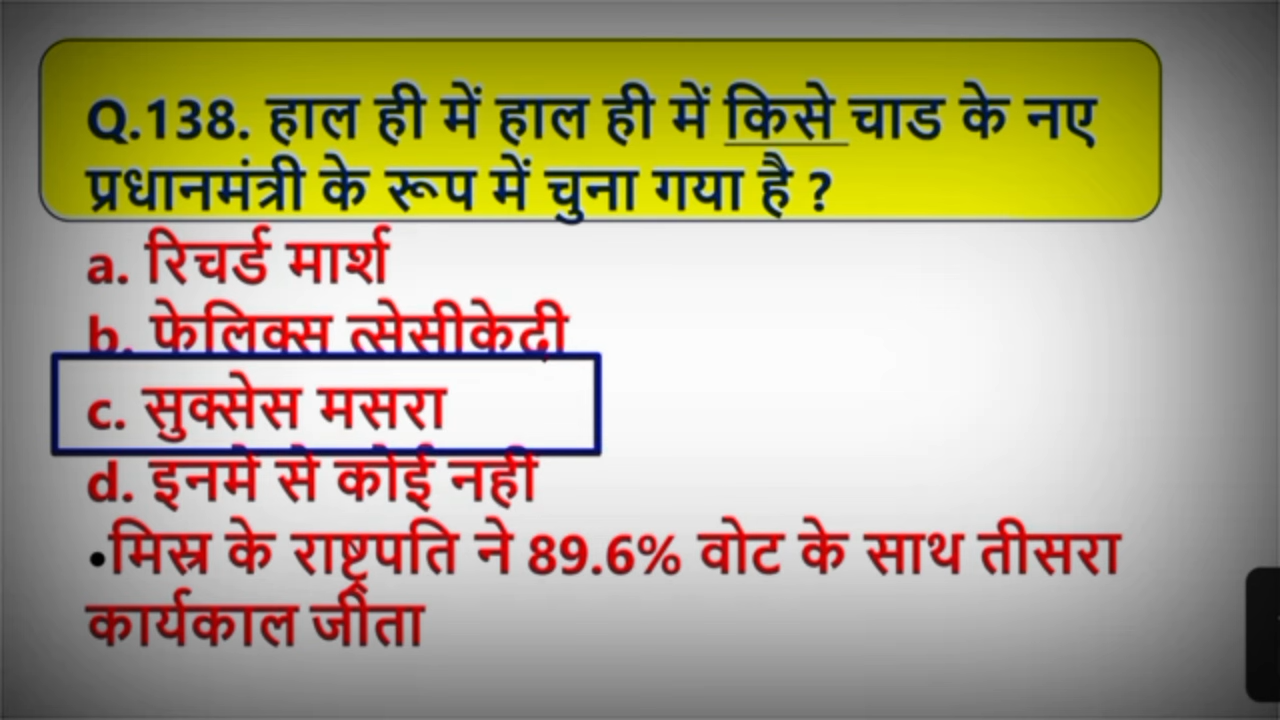 Q.138. हाल ही में हाल ही में किसे चाड के नए
प्रधानमंत्री के रूप में चुना गया है ?
a. रिचर्ड मार्श
b. फेलिक्स त्सेसीकेदी
c. सुक्सेस मसरा
d. इनमें से कोई नहीं
•मिस्र के राष्ट्रपति ने 89.6% वोट के साथ तीसरा
कार्यकाल जीता